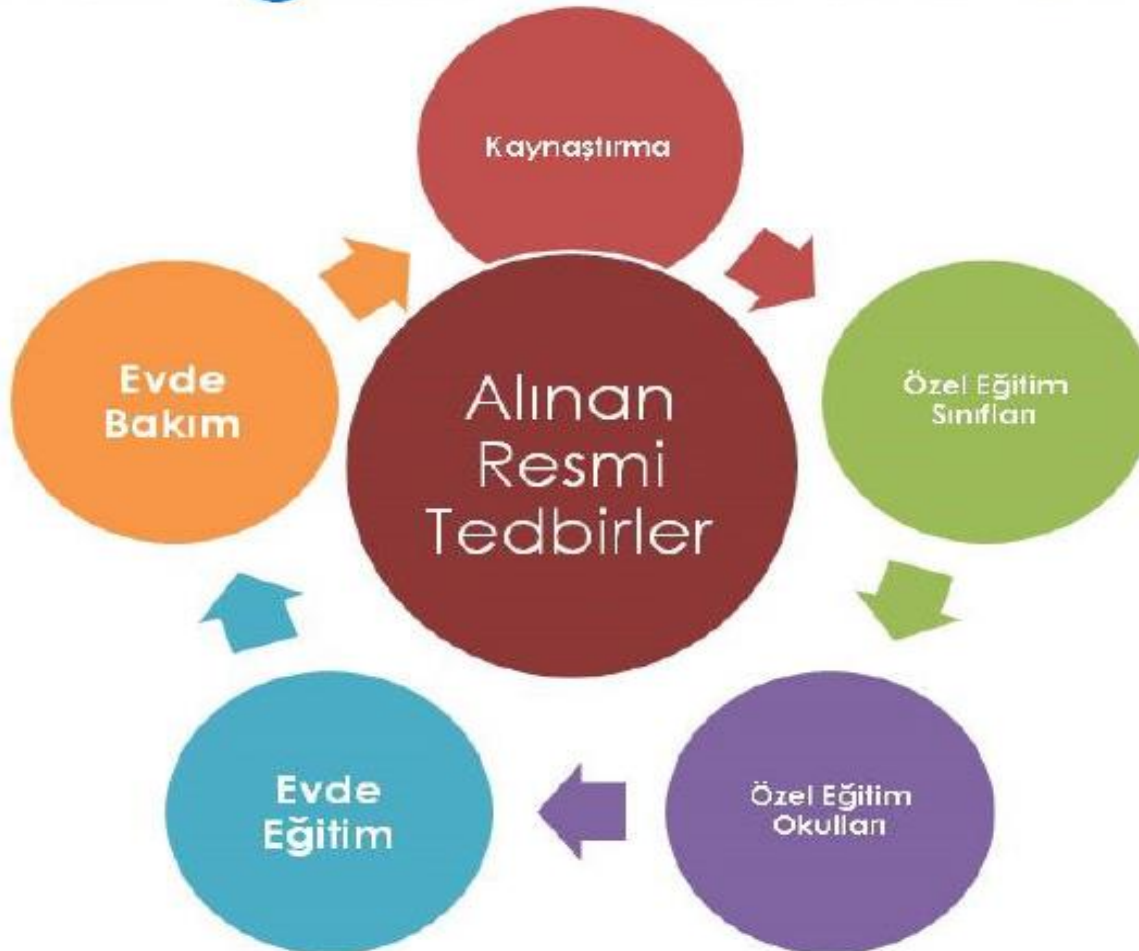 Kaynaştırma
Özel Eğitim
Sınıfları
Özel Eğitim
Okulları
Evde
Eğitim
Evde
Bakım
Alınan
Resmi
Tedbirler